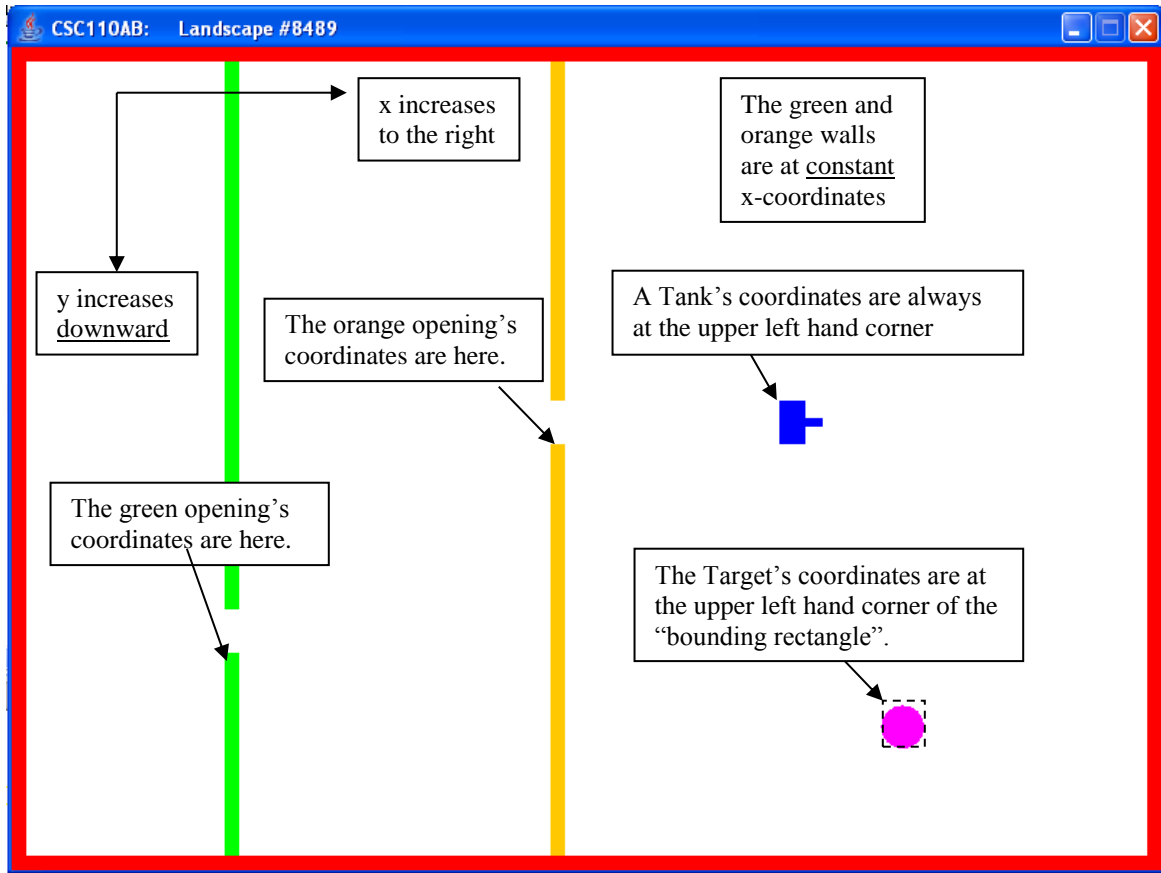 CSC110AB: Landscape #8489
x increases
to the right
The green and
orange walls
are at constant
x-coordinates
y increases
downward
The orange opening’s
coordinates are here.
A Tank’s coordinates are always
at the upper left hand corner
The green opening’s
coordinates are here.
The Target’s coordinates are at
the upper left hand corner of the
“bounding rectangle”.